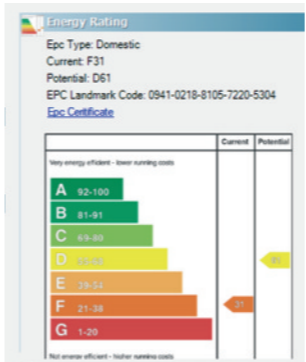 Energy Rating
Epc Type: Domestic
Current: F31
Potential: D61
EPC Landmark Code: 0941-0218-8105-7220-5304
Epc Certificate
Current Potential
Very energy efficient - lower running costs
A 92-100
B 81-91
C 69-80
D
E 39-54
F 21-38 31
G 1-20
Not energy efficient - higher running costs